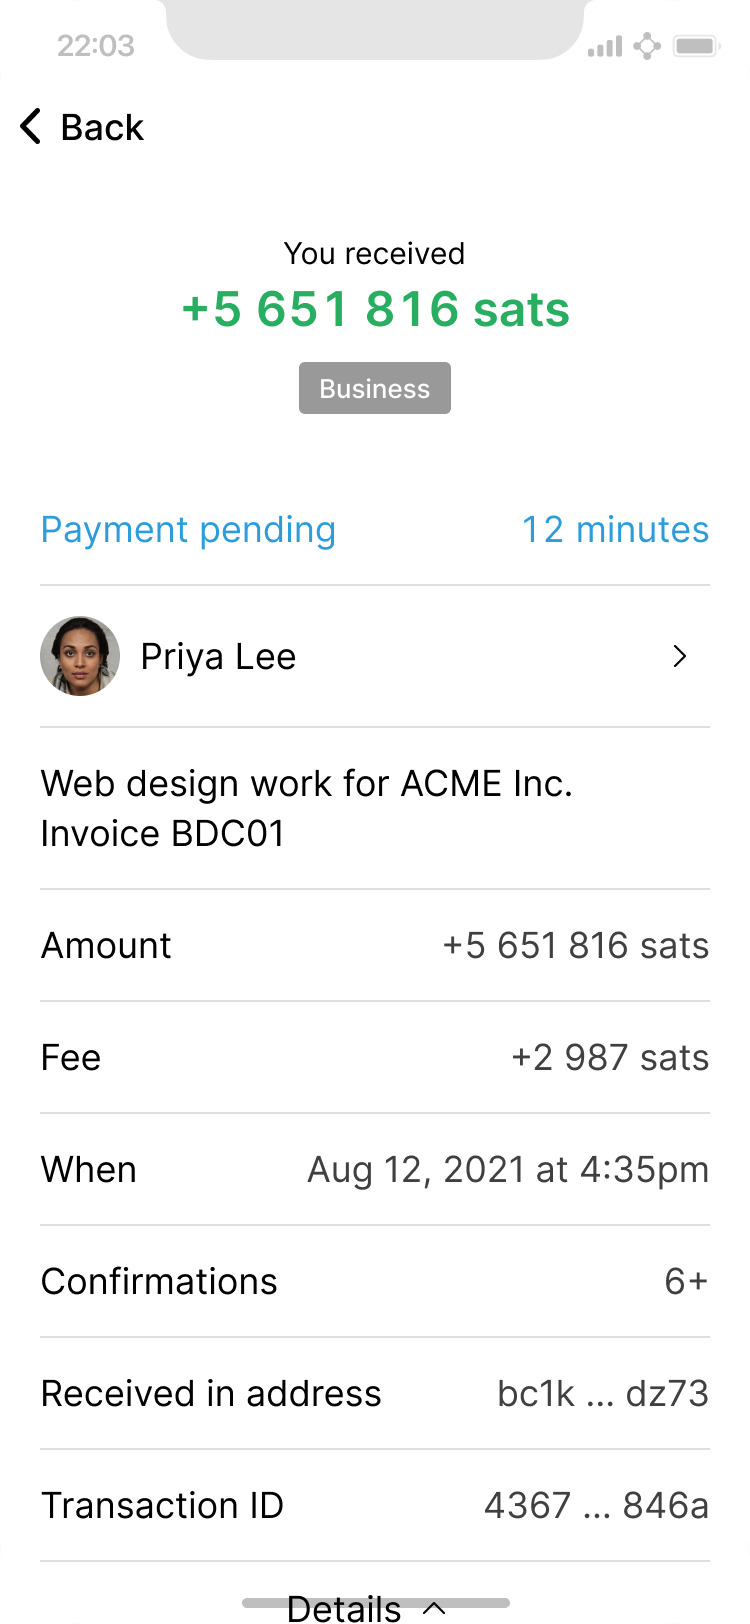 22:03
Back
You received
+5 651 816 sats
Business
Payment pending 12 minutes
Priya Lee
Web design work for ACME Inc.
Invoice BDC01
Amount +5 651 816 sats
Fee +2 987 sats
When Aug 12, 2021 at 4:35pm
Confirmations 6+
Received in address bc1k ... dz73
Transaction ID 4367 ... 846a
Details